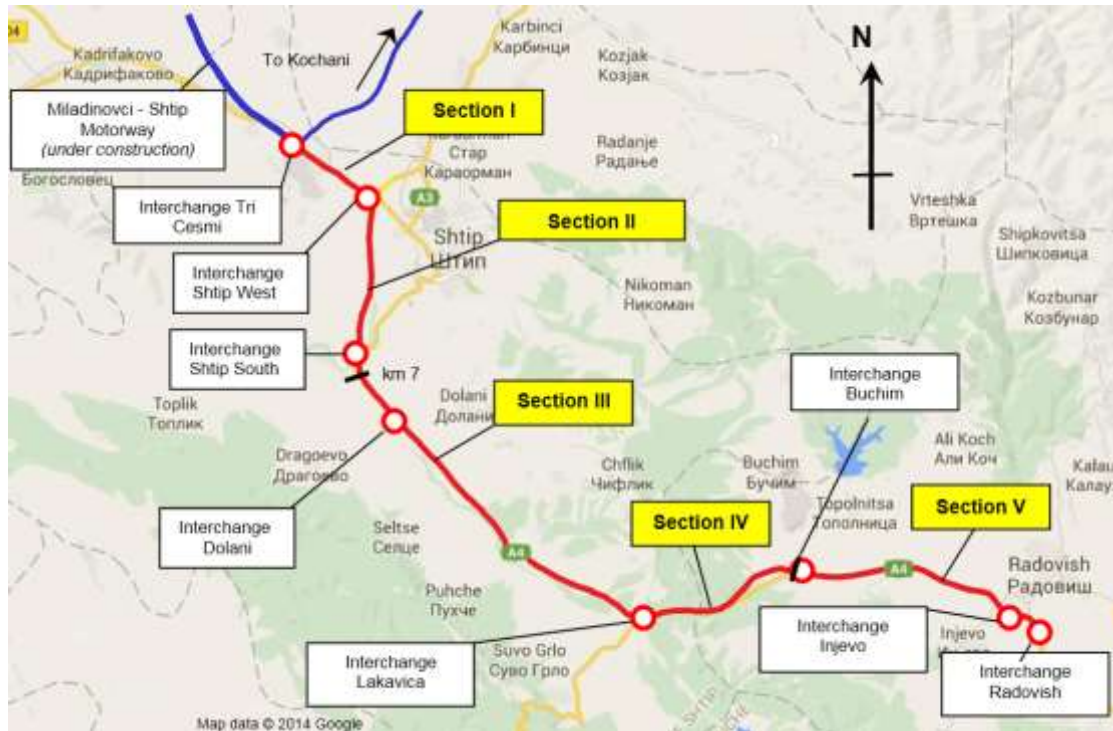 Karbinci
Карбинци
Kadrifakovo
Кадрифаково
To Kochani
N
Kozjak
Козјак
Miladinovci - Shtip
Motorway
(under construction)
Section I
Стар
Караорман
Radanje
Радање
Богословец
Interchange Tri
Cesmi
A3
Vrteshka
Вртешка
Section II
Shtip
Штип
Shipkovitsa
Шипковица
Interchange
Shtip West
Nikoman
Никоман
Kozbunar
Козбунар
Interchange
Shtip South
km 7
Interchange
Buchim
Toplik
Топлик
Dolani
Долани
Section III
Dragoevo
Драгоево
Ali Koch
Али Коч
Chflik
Чифлик
Buchim
Бучим
Interchange
Dolani
Section IV
Topolnitsa
Тополница
Section V
Seltse
Селце
A4
A4
Radovish
Радовиш
Puhche
Пухче
Interchange
Lakavica
Suvo Grlo
Суво Грло
Interchange
Injevo
Injevo
Interchange
Radovish
Map data © 2014 Google